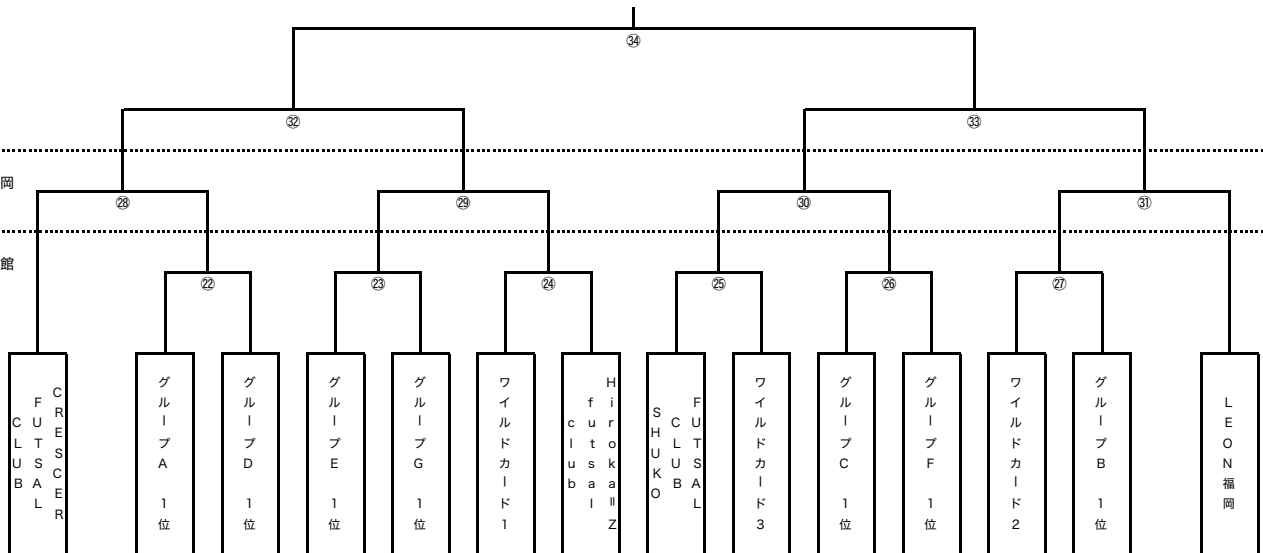 ㉞
㉜
㉝
岡
㉘
㉙
㉚
㉛
館
㉒
㉓
㉔
㉕
㉖
㉗
CRESCER
FUTSAL
CLUB
グループA 1位
グループD 1位
グループE 1位
グループG 1位
ワイルドカード1
Hiroka＝Z
futsal
club
FUTSAL
CLUB
SHUKO
ワイルドカード3
グループC 1位
グループF 1位
ワイルドカード2
グループB 1位
LEON福岡